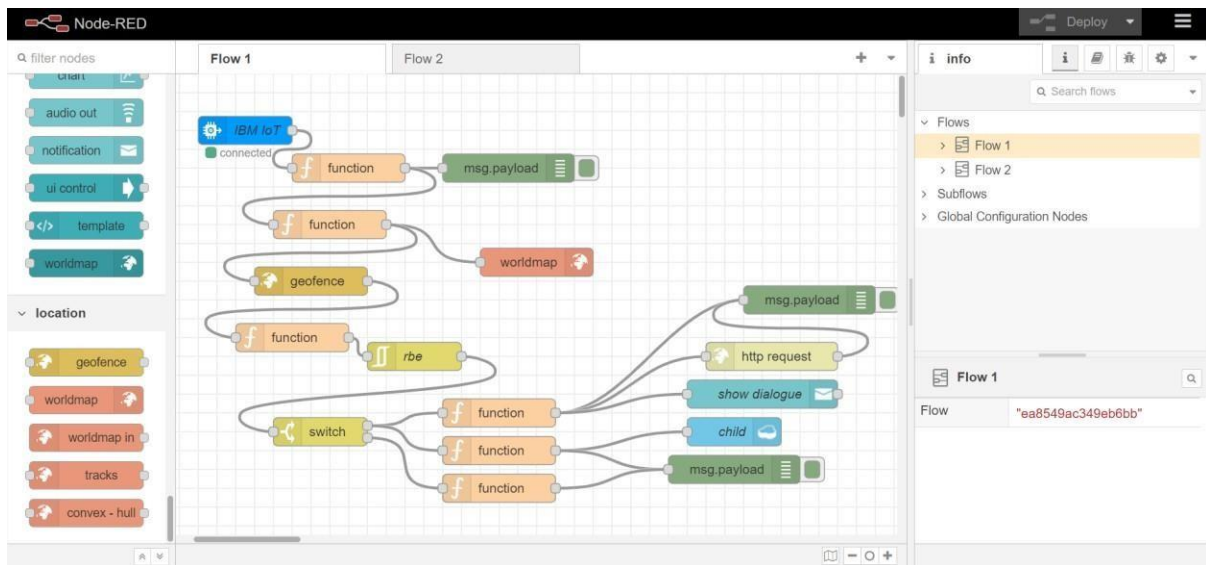 Node-RED
Deploy
filter nodes
chart
audio out
notification
ui control
</> template
worldmap
location
geofence
worldmap
worldmap in
tracks
convex - hull
Flow 1
Flow 2
IBM IoT
connected
f function
msg.payload
f function
worldmap
geofence
msg.payload
f function
rbe
http request
show dialogue
switch
f function
child
f function
msg.payload
f function
i info
i
Search flows
Flows
Flow 1
Flow 2
Subflows
Global Configuration Nodes
Flow 1
Flow "ea8549ac349eb6bb"